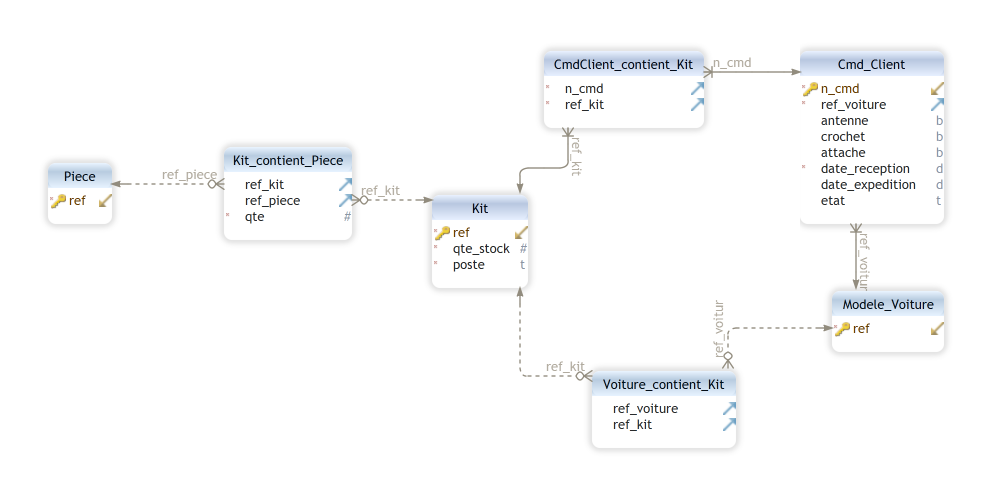 CmdClient_contient_Kit
n_cmd
ref_kit
n_cmd
Cmd_Client
n_cmd
ref_voiture
antenne b
crochet b
attache b
date_reception d
date_expedition d
etat t
ref_kit
Kit_contient_Piece
ref_kit
ref_piece
qte #
ref_piece
Piece
ref
ref_kit
Kit
ref
qte_stock #
poste t
ref_voitur
Modele_Voiture
ref
ref_voitur
ref_kit
Voiture_contient_Kit
ref_voiture
ref_kit